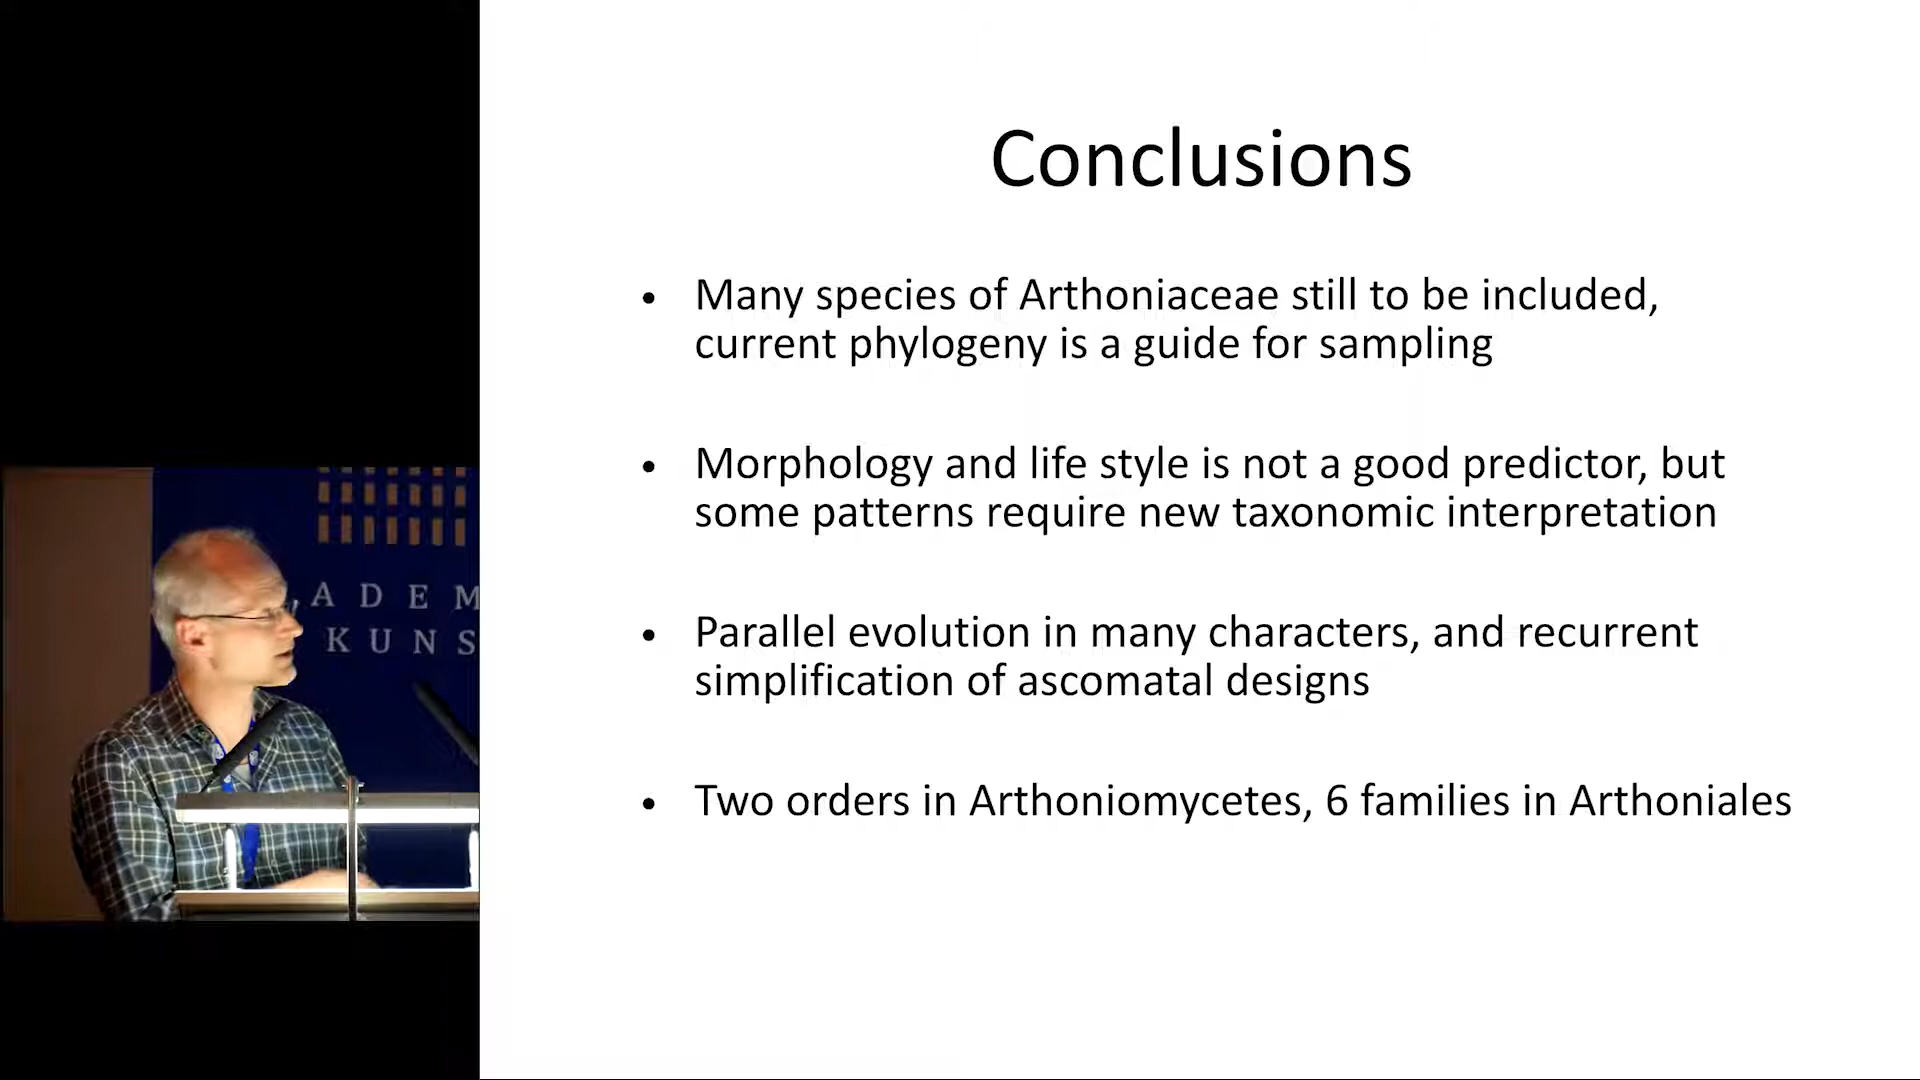 Conclusions
• Many species of Arthoniaceae still to be included,
current phylogeny is a guide for sampling
• Morphology and life style is not a good predictor, but
some patterns require new taxonomic interpretation
• Parallel evolution in many characters, and recurrent
simplification of ascomatal designs
• Two orders in Arthoniomycetes, 6 families in Arthoniales
ADEM
KUNS